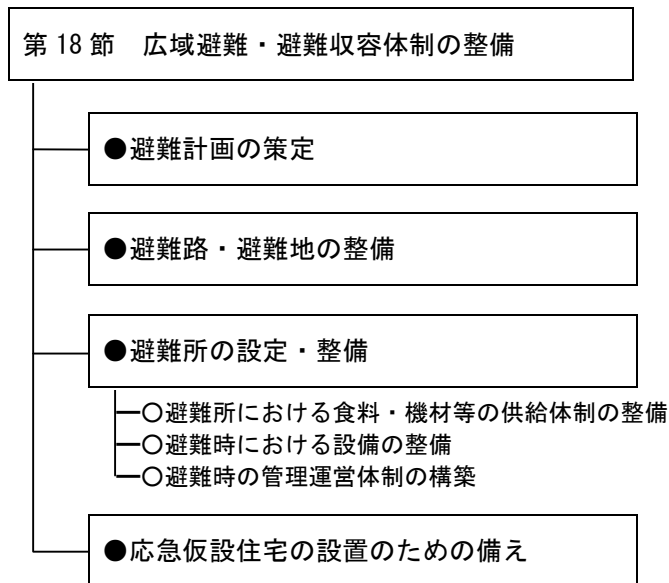 第18節　広域避難・避難収容体制の整備
●避難計画の策定
●避難路・避難地の整備
●避難所の設定・整備
○避難所における食料・機材等の供給体制の整備
○避難時における設備の整備
○避難時の管理運営体制の構築
●応急仮設住宅の設置のための備え